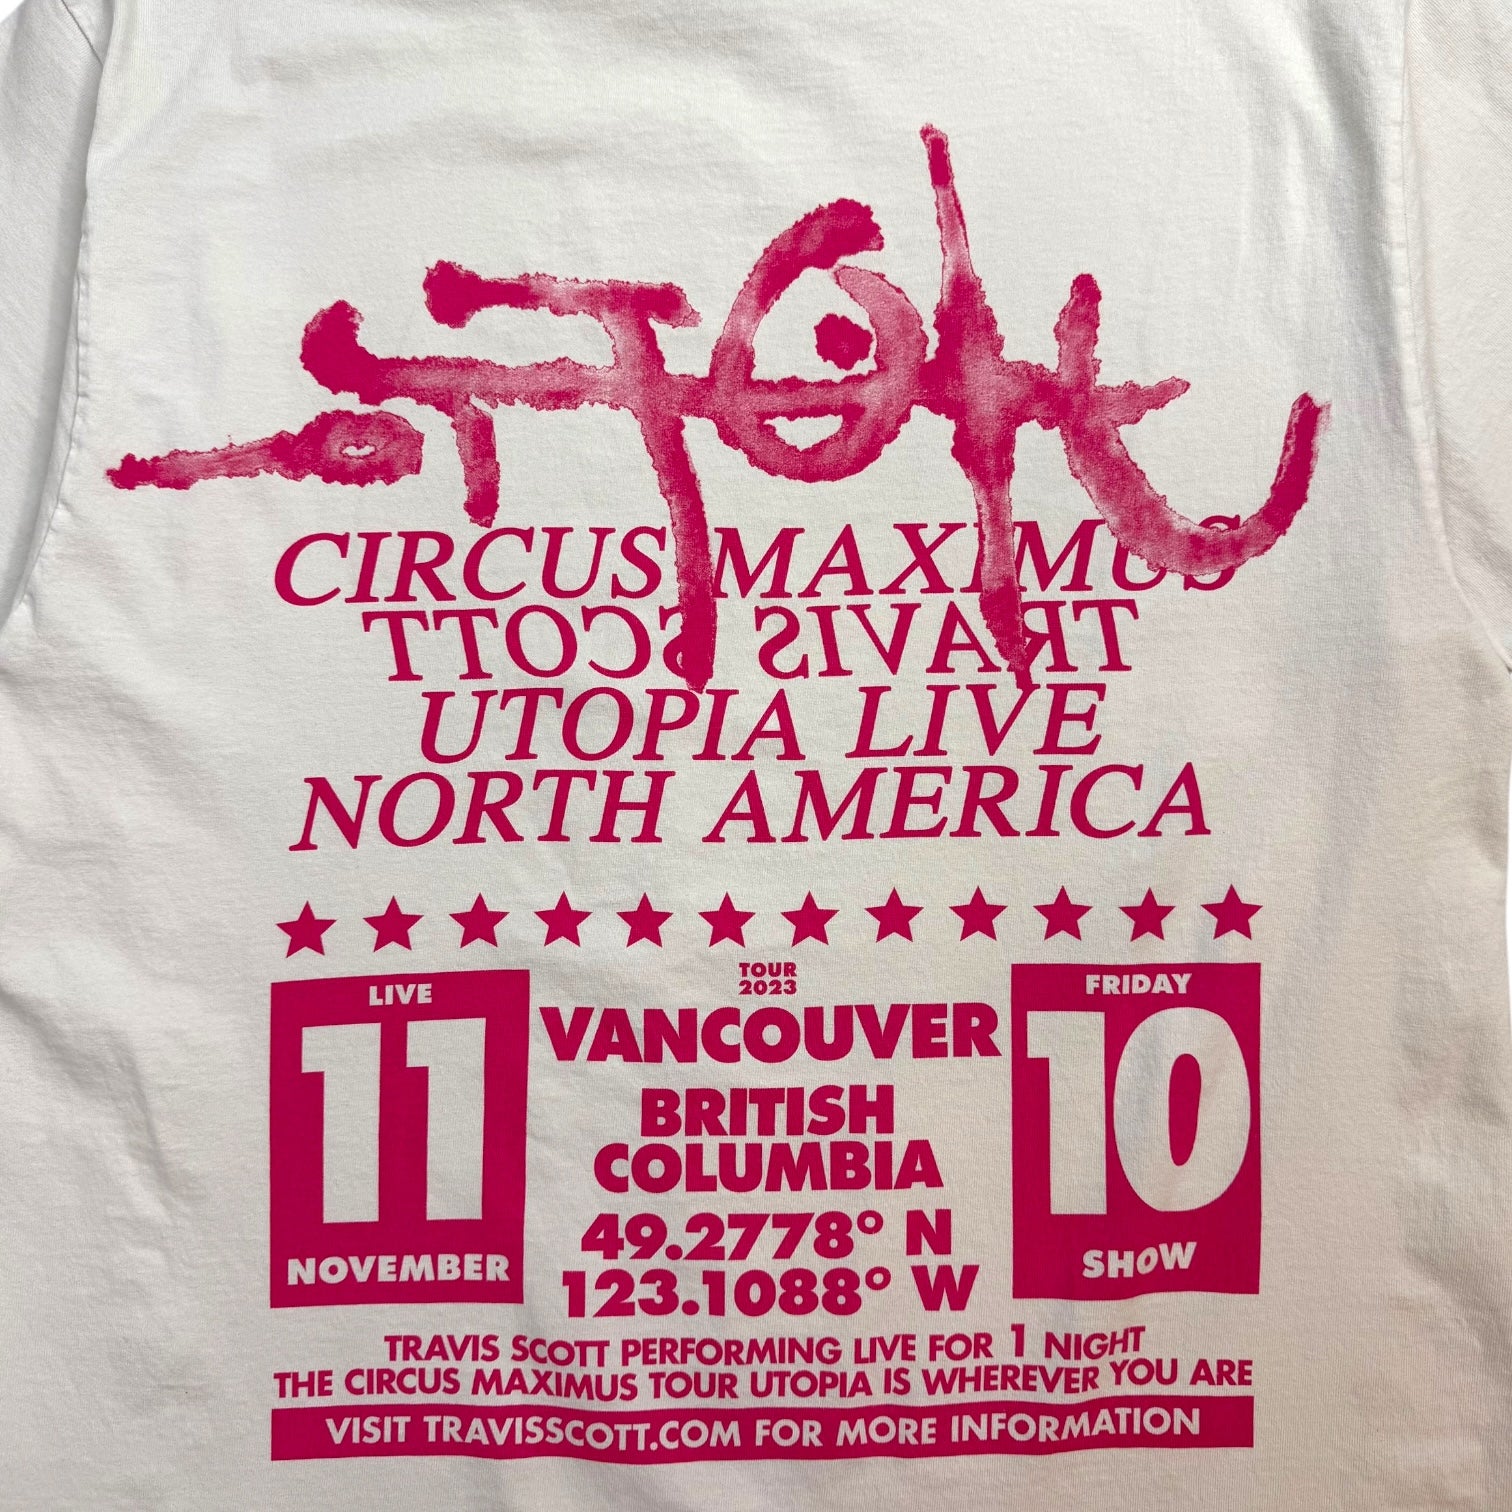 CIRCUS MAXIMUS
TRAVIS SCOTT
UTOPIA LIVE
NORTH AMERICA
LIVE
11
NOVEMBER
TOUR
2023
VANCOUVER
BRITISH
COLUMBIA
49.2778° N
123.1088° W
FRIDAY
10
SHOW
TRAVIS SCOTT PERFORMING LIVE FOR 1 NIGHT
THE CIRCUS MAXIMUS TOUR UTOPIA IS WHEREVER YOU ARE
VISIT TRAVISSCOTT.COM FOR MORE INFORMATION